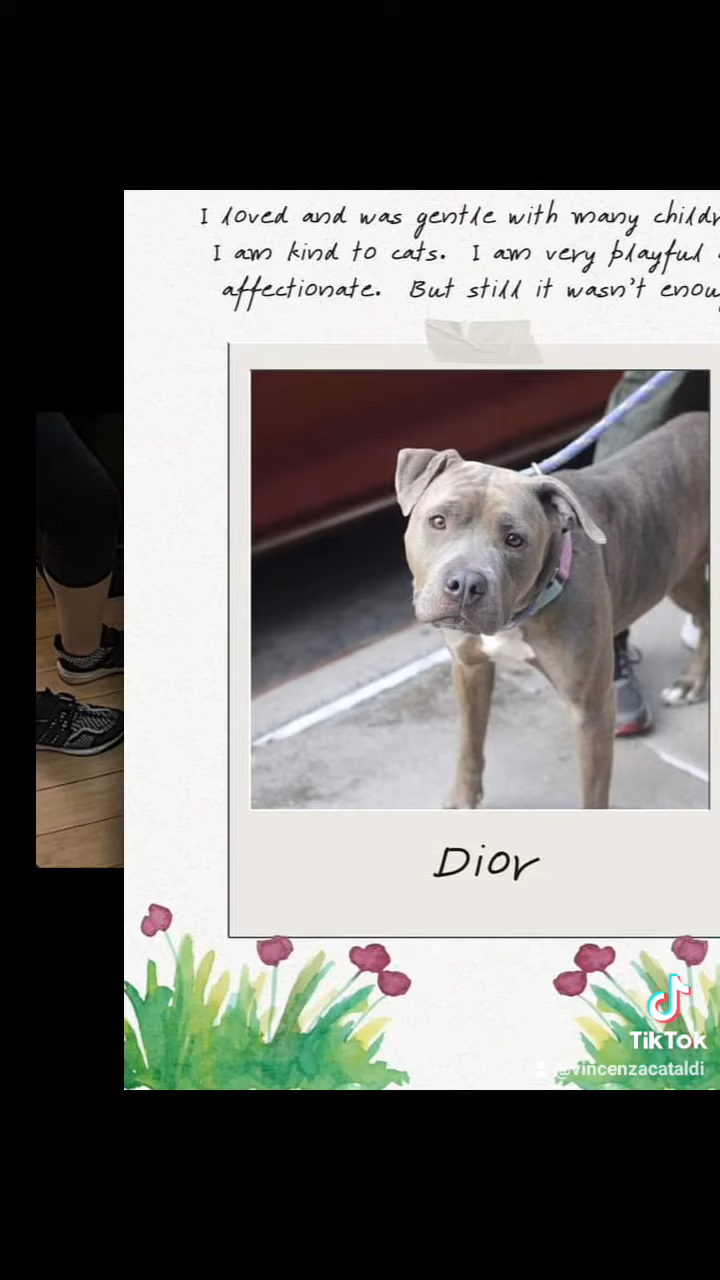 I loved and was gentle with many childr
I am kind to cats. I am very playful
affectionate. But still it wasn't enou
Dior
TikTok
@vincenzacataldi